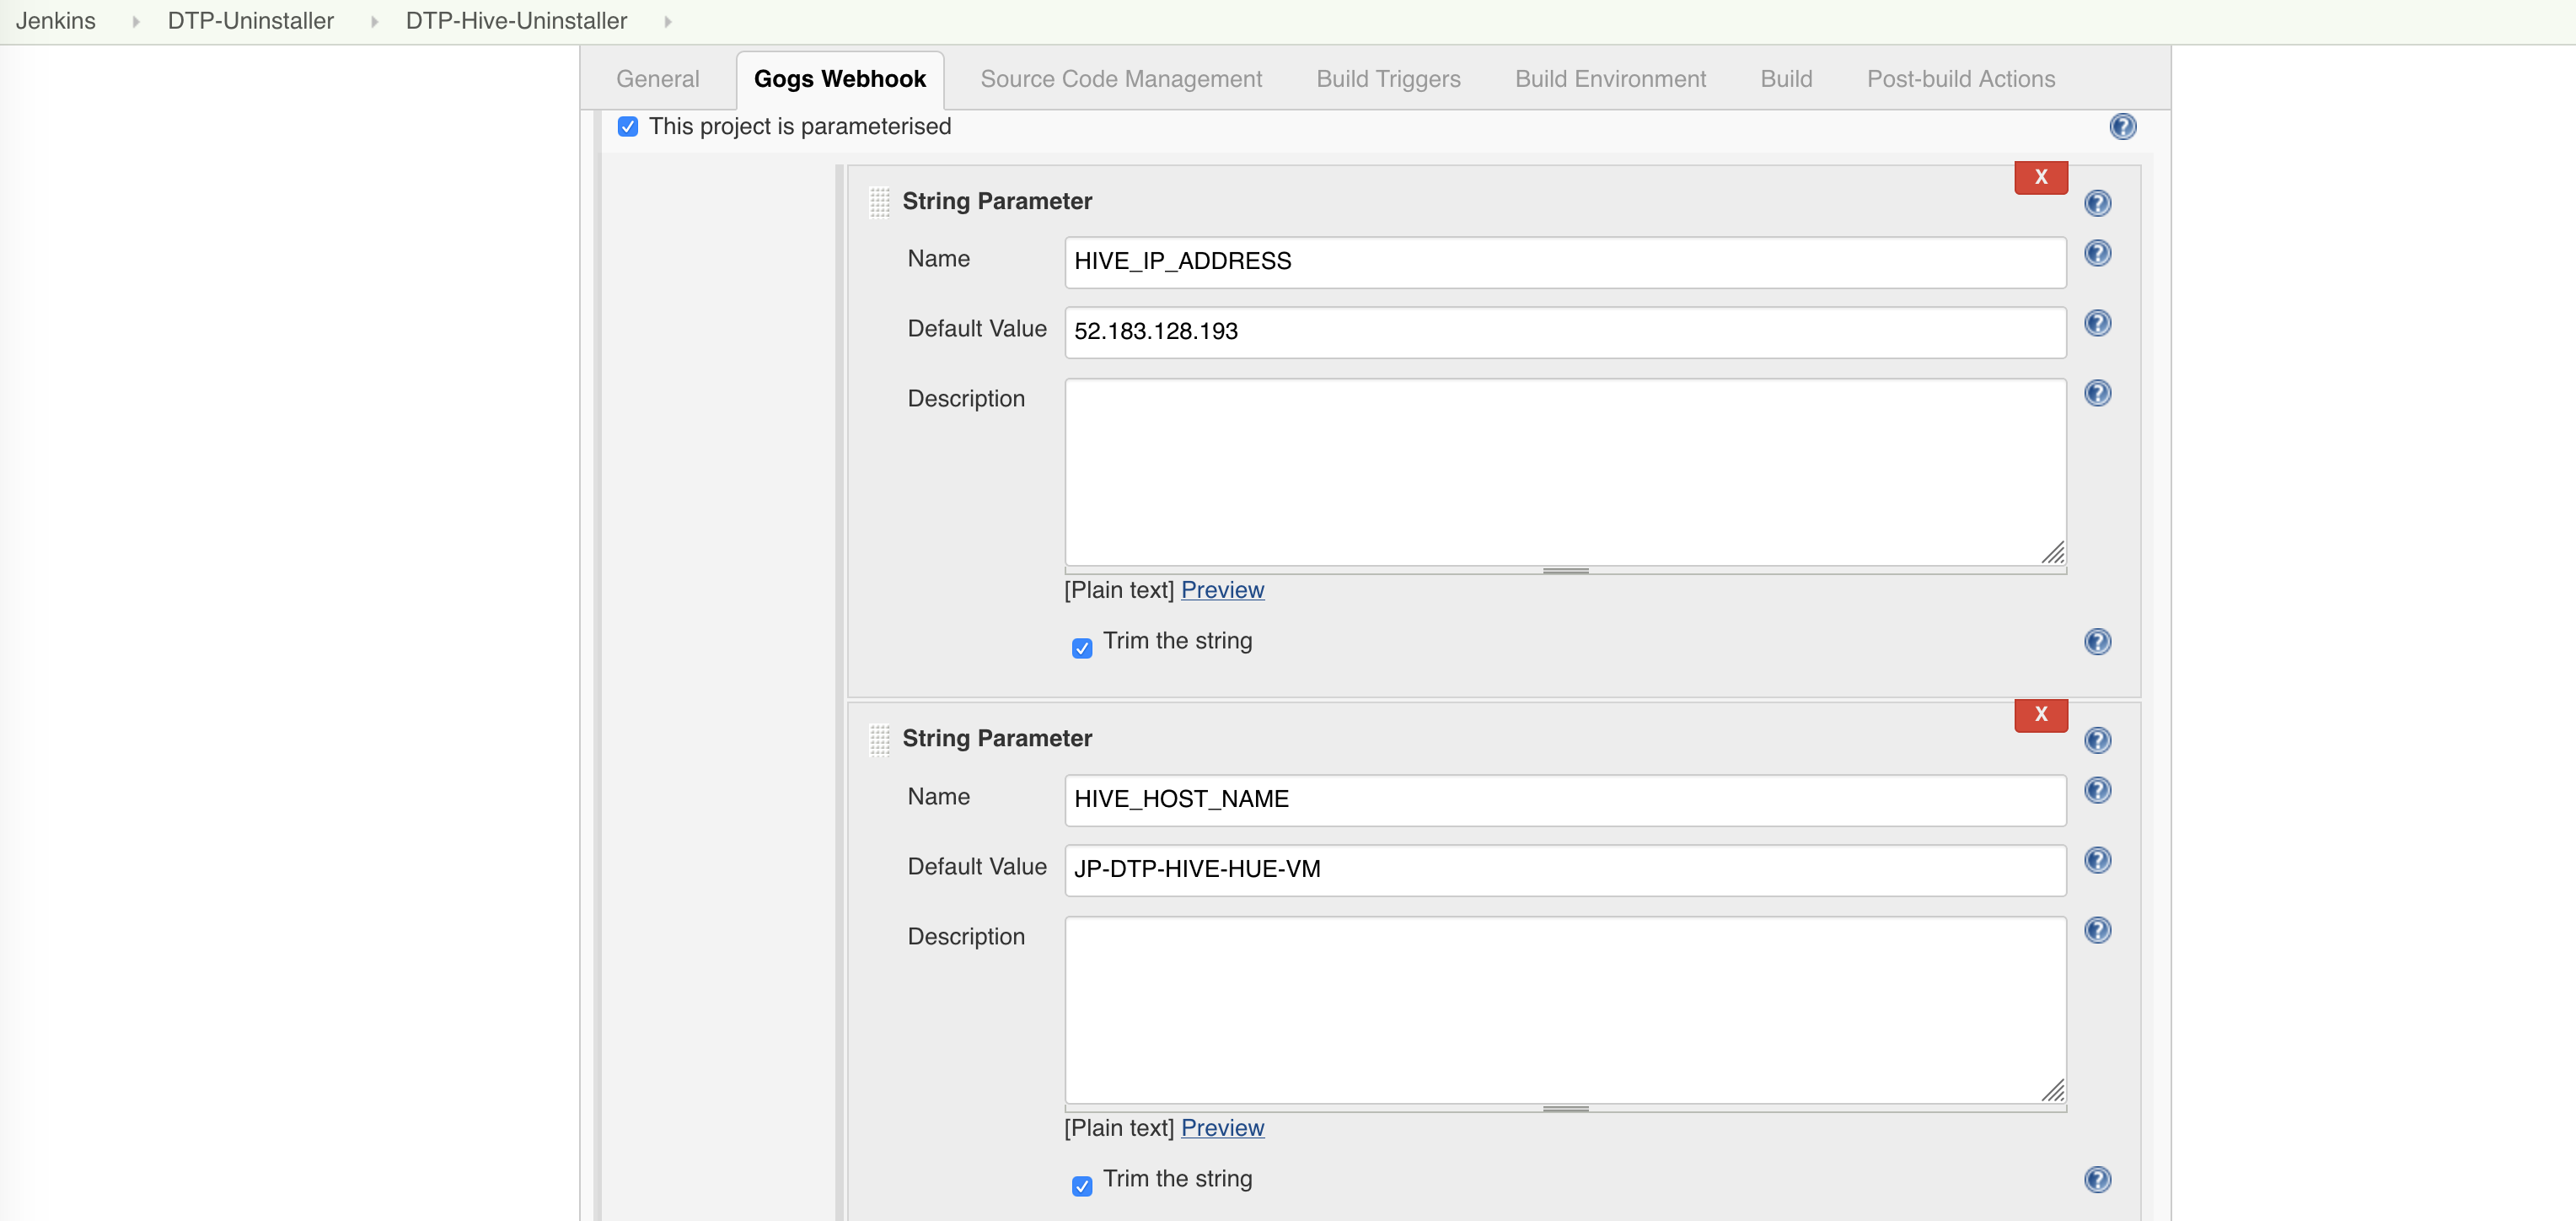 Jenkins DTP-Uninstaller DTP-Hive-Uninstaller
General Gogs Webhook Source Code Management Build Triggers Build Environment Build Post-build Actions
This project is parameterised
X
String Parameter
Name HIVE_IP_ADDRESS
Default Value 52.183.128.193
Description
[Plain text] Preview
Trim the string
X
String Parameter
Name HIVE_HOST_NAME
Default Value JP-DTP-HIVE-HUE-VM
Description
[Plain text] Preview
Trim the string